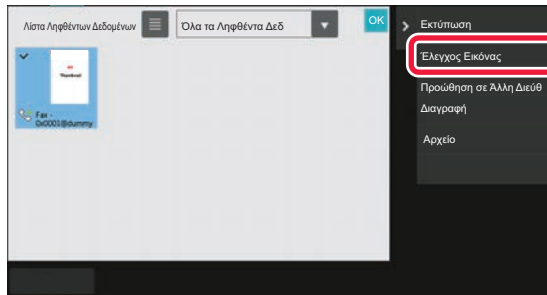 Λίστα Ληφθέντων Δεδομένων
Όλα τα Ληφθέντα Δεδ
OK
Εκτύπωση
Έλεγχος Εικόνας
Προώθηση σε Άλλη Διεύθ
Διαγραφή
Αρχείο
Thumbnail
Fax -
0x0001@dummy